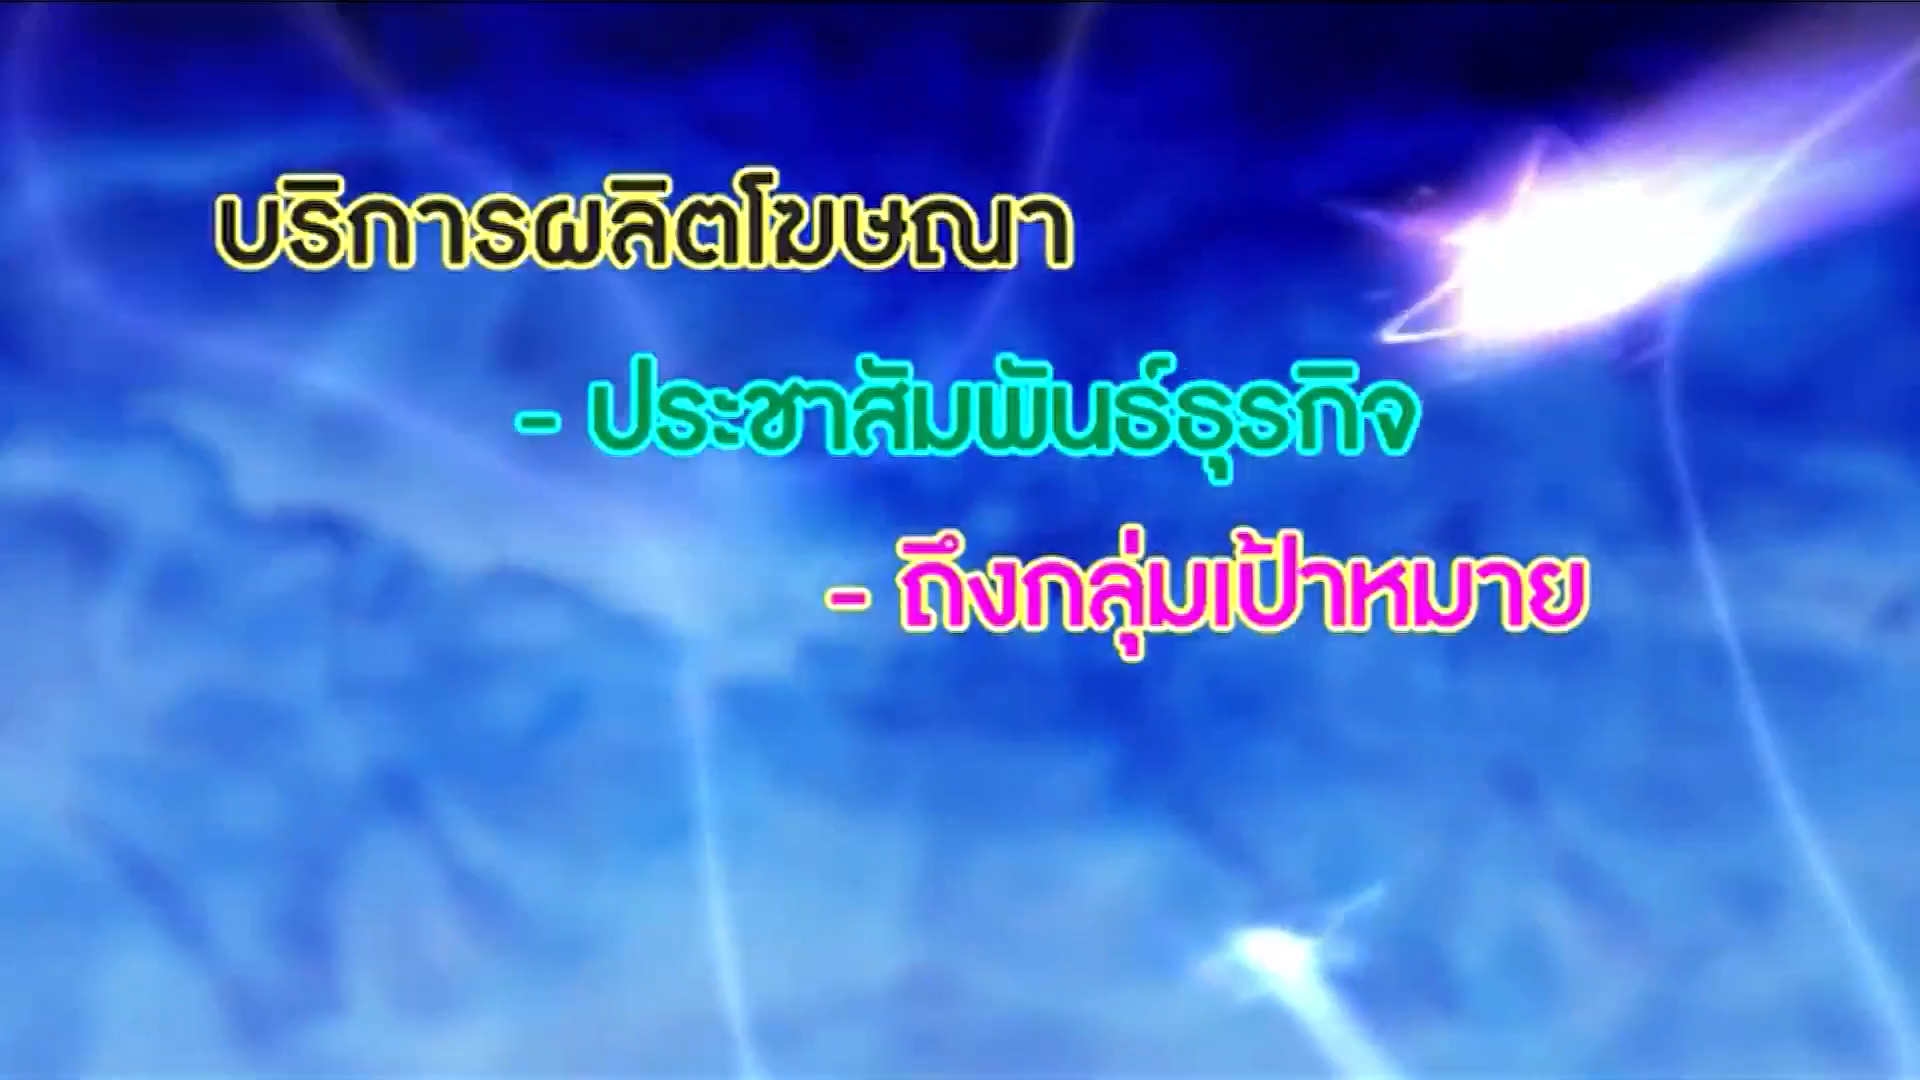 บริการผลิตโฆษณา
- ประชาสัมพันธ์ธุรกิจ
- ถึงกลุ่มเป้าหมาย